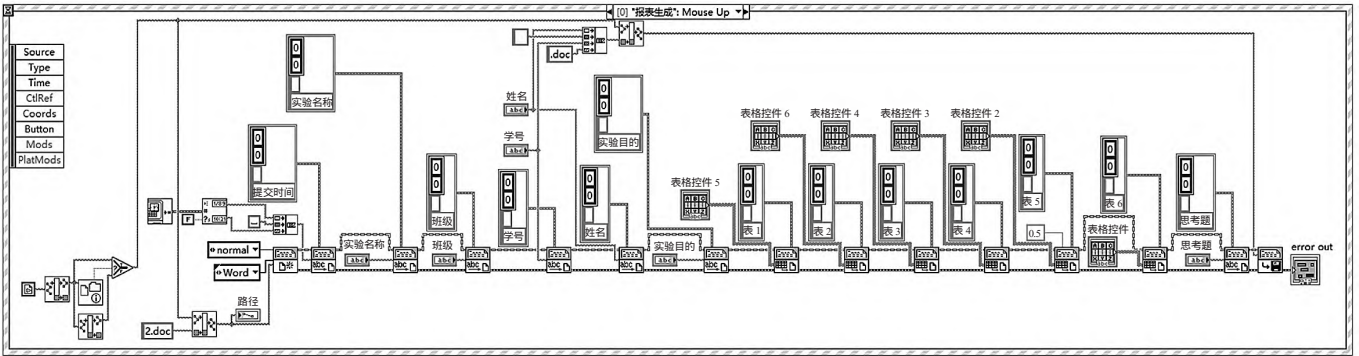 [0] "报表生成": Mouse Up
Source
Type
Time
CtlRef
Coords
Button
Mods
PlatMods
实验名称
提交时间
.doc
姓名
学号
班级
学号
姓名
实验目的
表格控件 5
表格控件 6
表格控件 4
表格控件 3
表格控件 2
表 1
表 2
表 3
表 4
表 5
表 6
思考题
0.5
表格控件
normal
Word
实验名称
班级
实验目的
思考题
error out
路径
2.doc